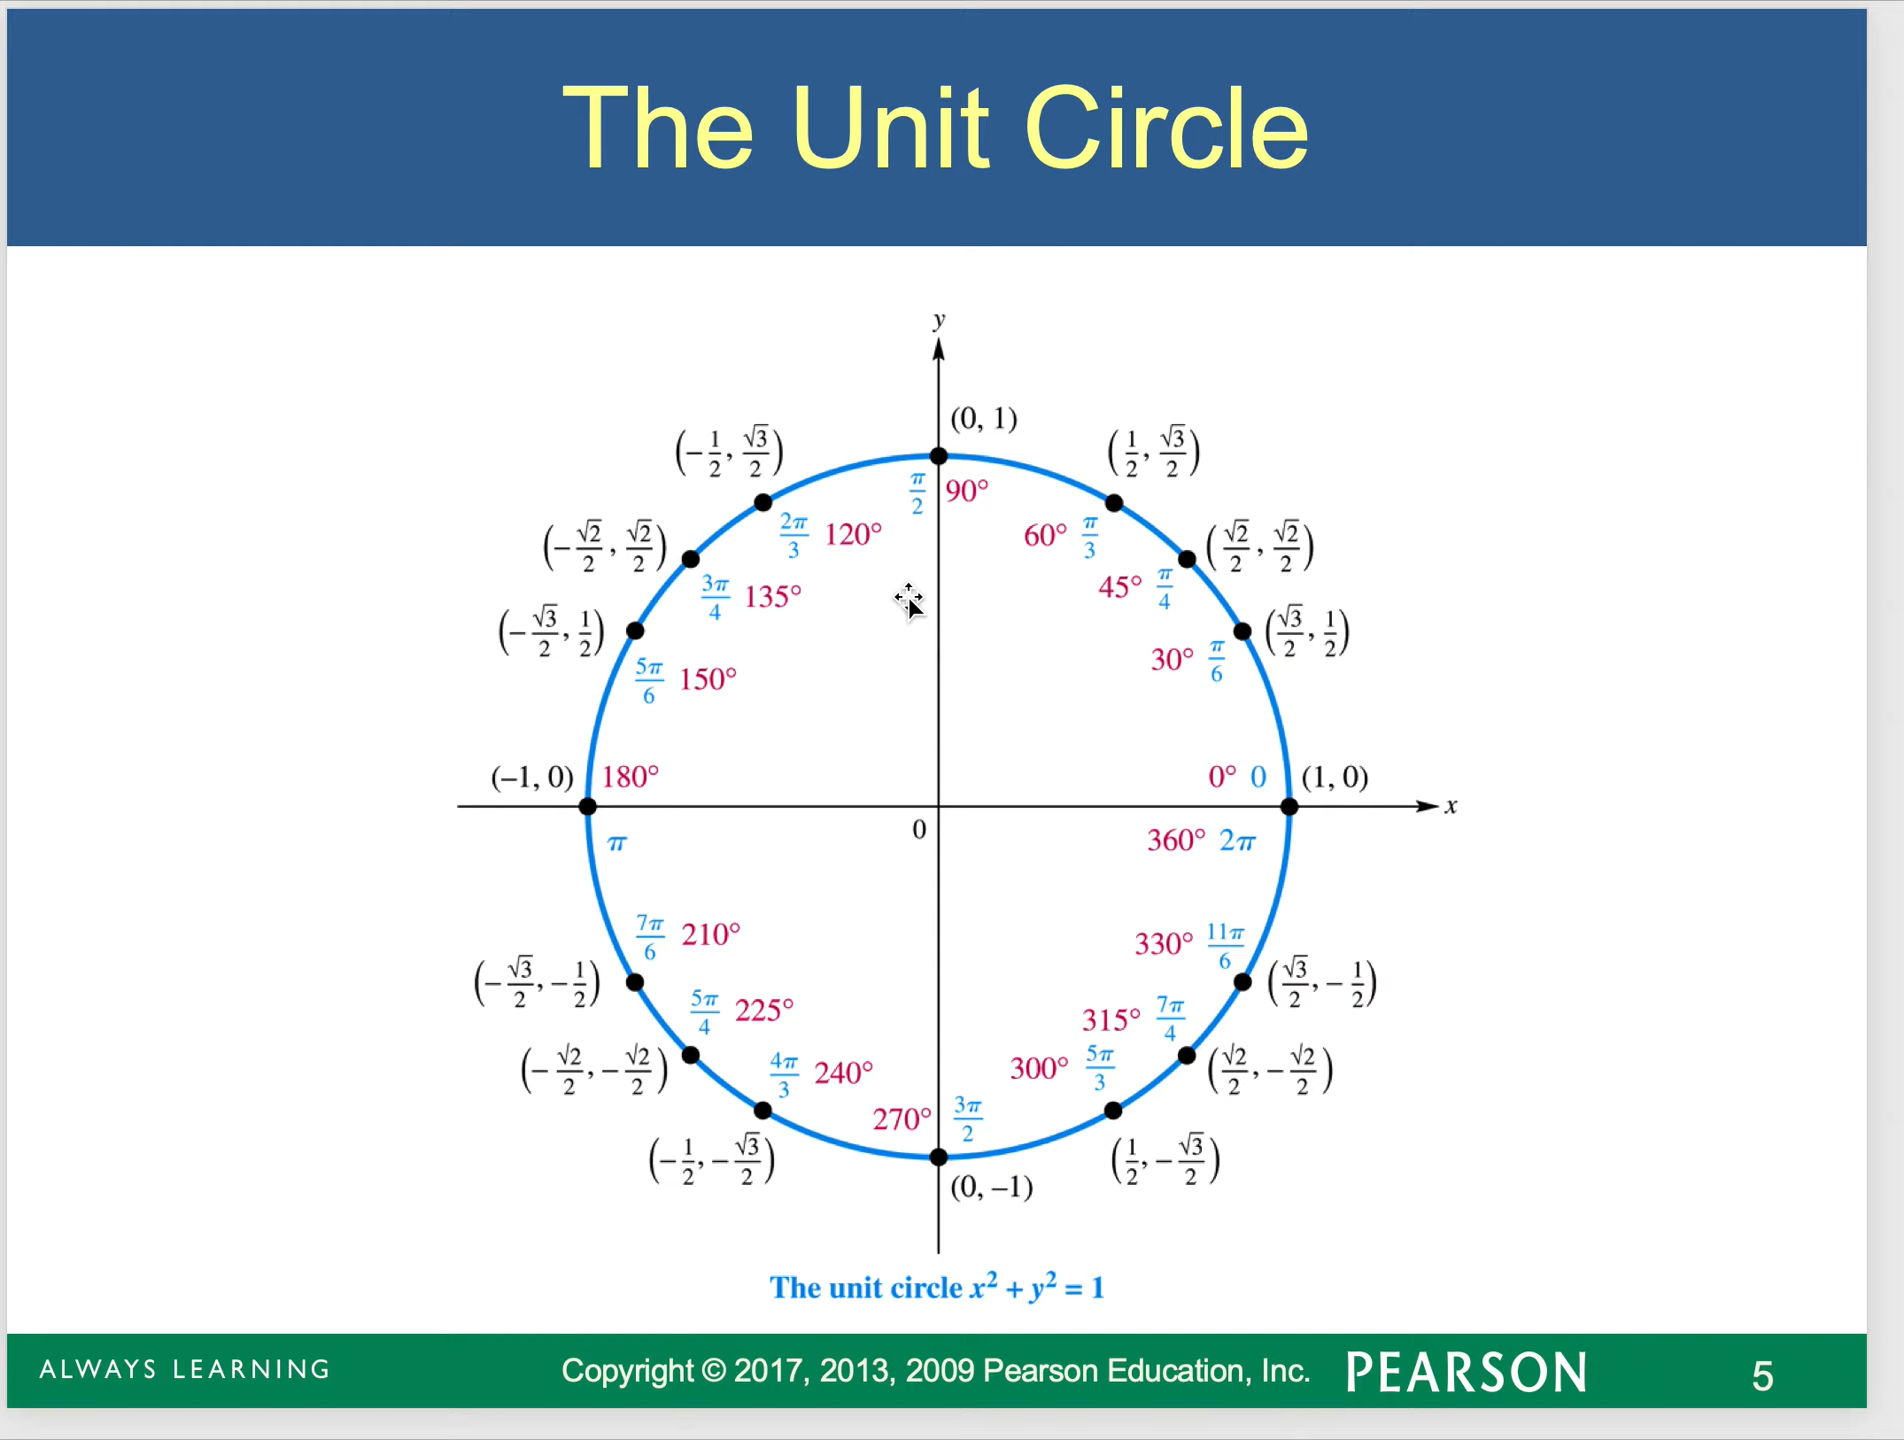 The Unit Circle
y
(0, 1)
(-1/2, √3/2)
(1/2, √3/2)
π/2 90°
2π/3 120°
60° π/3
(-√2/2, √2/2)
(√2/2, √2/2)
3π/4 135°
45° π/4
(-√3/2, 1/2)
(√3/2, 1/2)
5π/6 150°
30° π/6
(–1, 0) 180°
0° 0 (1, 0)
x
0
π
360° 2π
7π/6 210°
330° 11π/6
(-√3/2, -1/2)
(√3/2, -1/2)
5π/4 225°
315° 7π/4
(-√2/2, -√2/2)
(√2/2, -√2/2)
4π/3 240°
300° 5π/3
270° 3π/2
(-1/2, -√3/2)
(1/2, -√3/2)
(0, –1)
The unit circle x² + y² = 1
ALWAYS LEARNING
Copyright © 2017, 2013, 2009 Pearson Education, Inc.
PEARSON
5